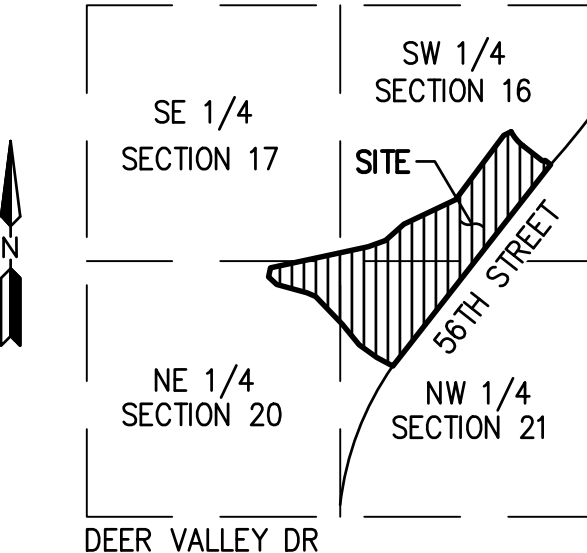 SW 1/4
SECTION 16
SE 1/4
SECTION 17
SITE
N
56TH STREET
NE 1/4
SECTION 20
NW 1/4
SECTION 21
DEER VALLEY DR